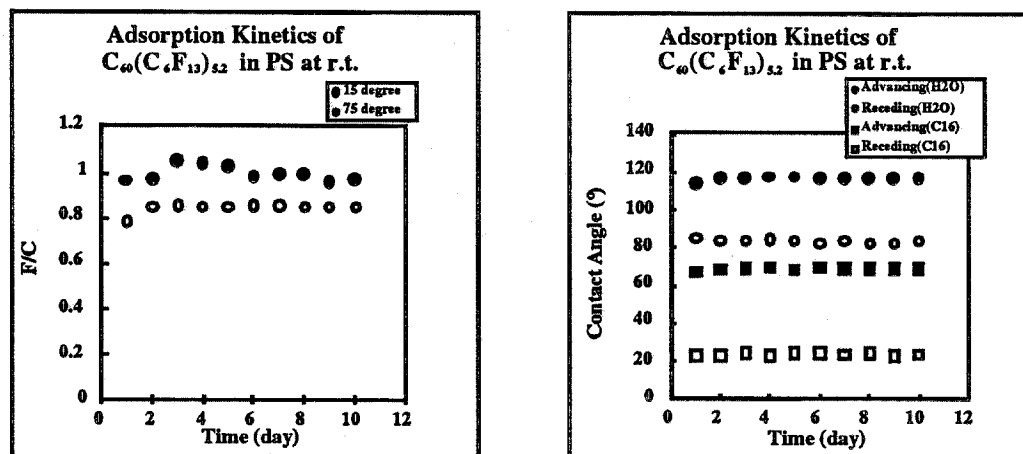 Adsorption Kinetics of
C₆₀(C₆F₁₃)₅.₂ in PS at r.t.
15 degree
75 degree
1.2
1
0.8
0.6
0.4
0.2
0
F/C
0 2 4 6 8 10 12
Time (day)
Adsorption Kinetics of
C₆₀(C₆F₁₃)₅.₂ in PS at r.t.
Advancing(H2O)
Receding(H2O)
Advancing(C16)
Receding(C16)
140
120
100
80
60
40
20
0
Contact Angle (°)
0 2 4 6 8 10 12
Time (day)